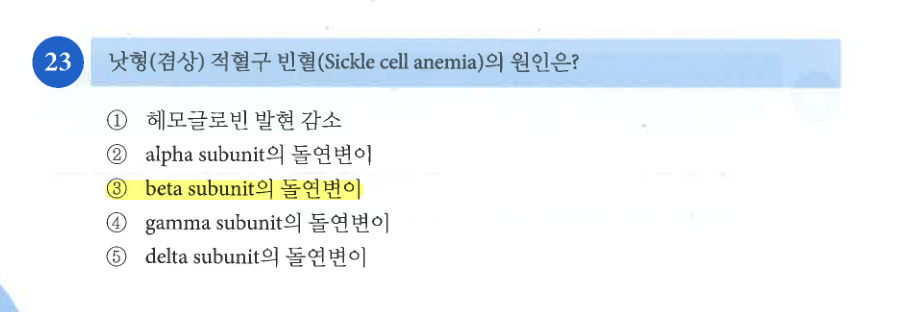 23 낫형(겸상) 적혈구 빈혈(Sickle cell anemia)의 원인은?
① 헤모글로빈 발현 감소
② alpha subunit의 돌연변이
③ beta subunit의 돌연변이
④ gamma subunit의 돌연변이
⑤ delta subunit의 돌연변이